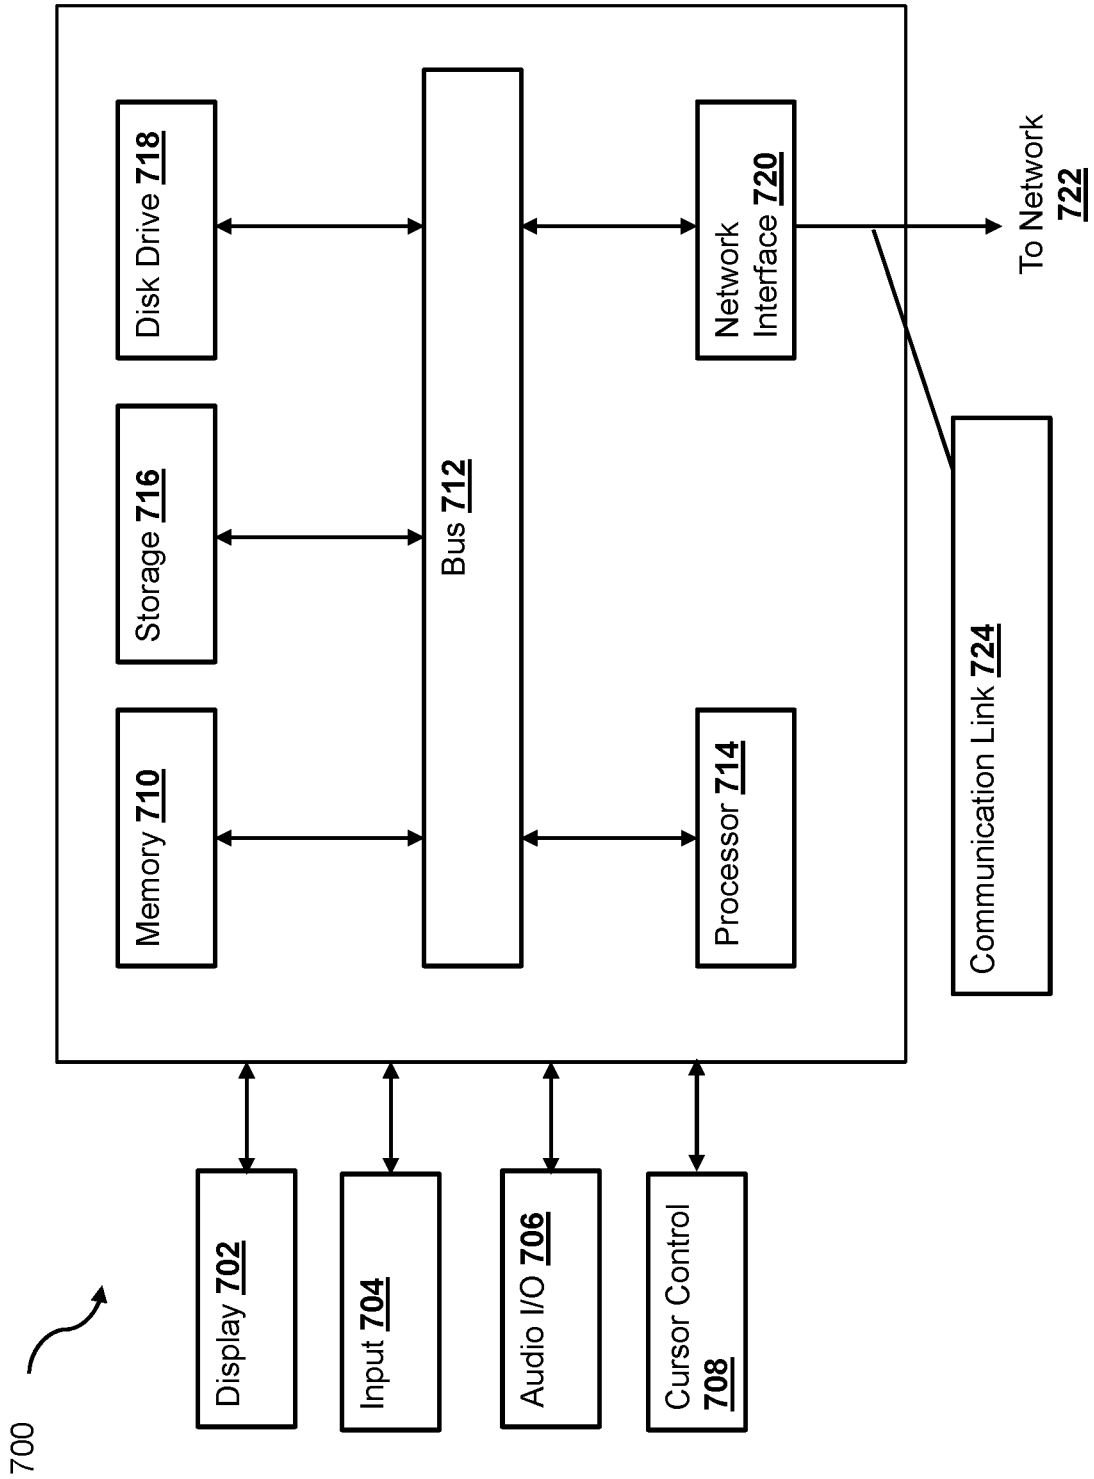 700
Display 702
Input 704
Audio I/O 706
Cursor Control
708
Memory 710
Storage 716
Disk Drive 718
Bus 712
Processor 714
Network
Interface 720
Communication Link 724
To Network
722